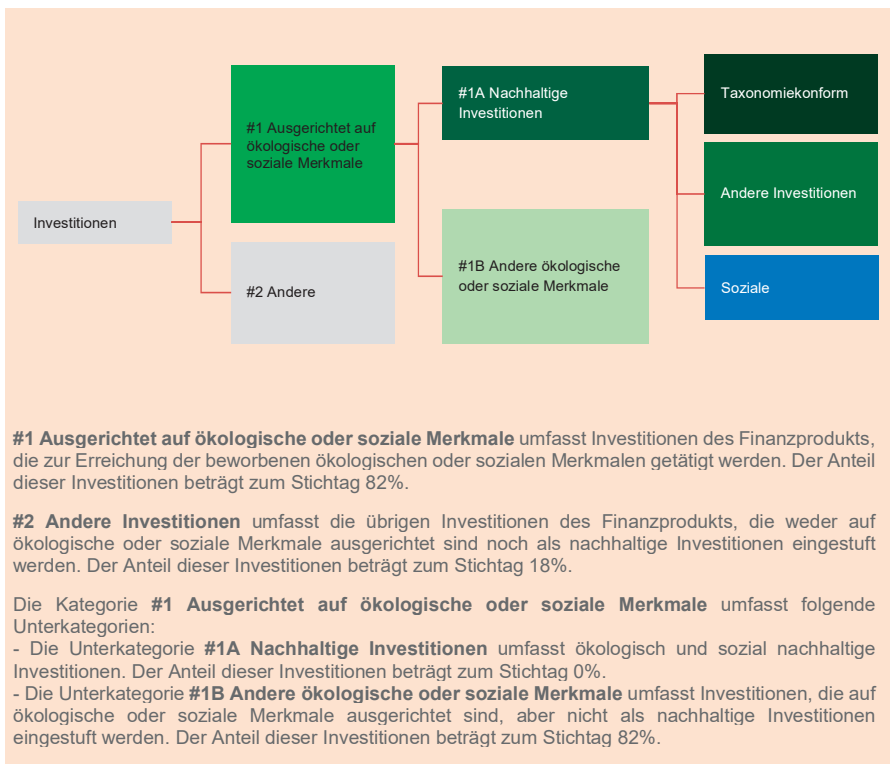 #1 Ausgerichtet auf
ökologische oder
soziale Merkmale
#1A Nachhaltige
Investitionen
Taxonomiekonform
Andere Investitionen
Investitionen
#2 Andere
#1B Andere ökologische
oder soziale Merkmale
Soziale
#1 Ausgerichtet auf ökologische oder soziale Merkmale umfasst Investitionen des Finanzprodukts,
die zur Erreichung der beworbenen ökologischen oder sozialen Merkmalen getätigt werden. Der Anteil
dieser Investitionen beträgt zum Stichtag 82%.
#2 Andere Investitionen umfasst die übrigen Investitionen des Finanzprodukts, die weder auf
ökologische oder soziale Merkmale ausgerichtet sind noch als nachhaltige Investitionen eingestuft
werden. Der Anteil dieser Investitionen beträgt zum Stichtag 18%.
Die Kategorie #1 Ausgerichtet auf ökologische oder soziale Merkmale umfasst folgende
Unterkategorien:
- Die Unterkategorie #1A Nachhaltige Investitionen umfasst ökologisch und sozial nachhaltige
Investitionen. Der Anteil dieser Investitionen beträgt zum Stichtag 0%.
- Die Unterkategorie #1B Andere ökologische oder soziale Merkmale umfasst Investitionen, die auf
ökologische oder soziale Merkmale ausgerichtet sind, aber nicht als nachhaltige Investitionen
eingestuft werden. Der Anteil dieser Investitionen beträgt zum Stichtag 82%.